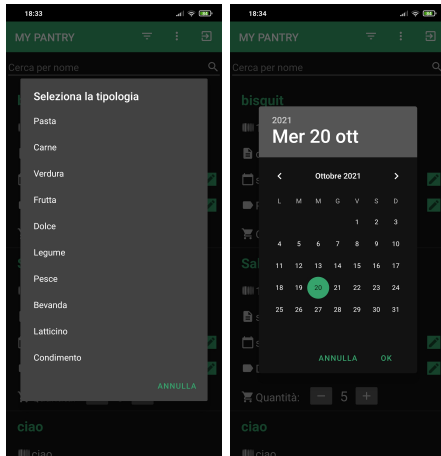 18:33
MY PANTRY
Cerca per nome
Seleziona la tipologia
Pasta
Carne
Verdura
Frutta
Dolce
Legume
Pesce
Bevanda
Latticino
Condimento
ANNULLA
ciao
ciao
18:34
MY PANTRY
Cerca per nome
bisquit
2021
Mer 20 ott
Ottobre 2021
L M M G V S D
1 2 3
4 5 6 7 8 9 10
11 12 13 14 15 16 17
18 19 20 21 22 23 24
25 26 27 28 29 30 31
ANNULLA OK
Quantità: 5
ciao
ciao